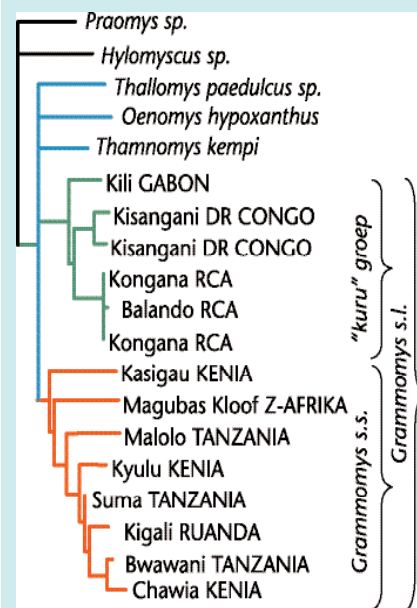 Praomys sp.
Hylomyscus sp.
Thallomys paedulcus sp.
Oenomys hypoxanthus
Thamnomys kempi
Kili GABON
Kisangani DR CONGO
Kisangani DR CONGO
Kongana RCA
Balando RCA
Kongana RCA
Kasigau KENIA
Magubas Kloof Z-AFRIKA
Malolo TANZANIA
Kyulu KENIA
Suma TANZANIA
Kigali RUANDA
Bwawani TANZANIA
Chawia KENIA
"kuru" groep
Grammomys s.s.
Grammomys s.l.